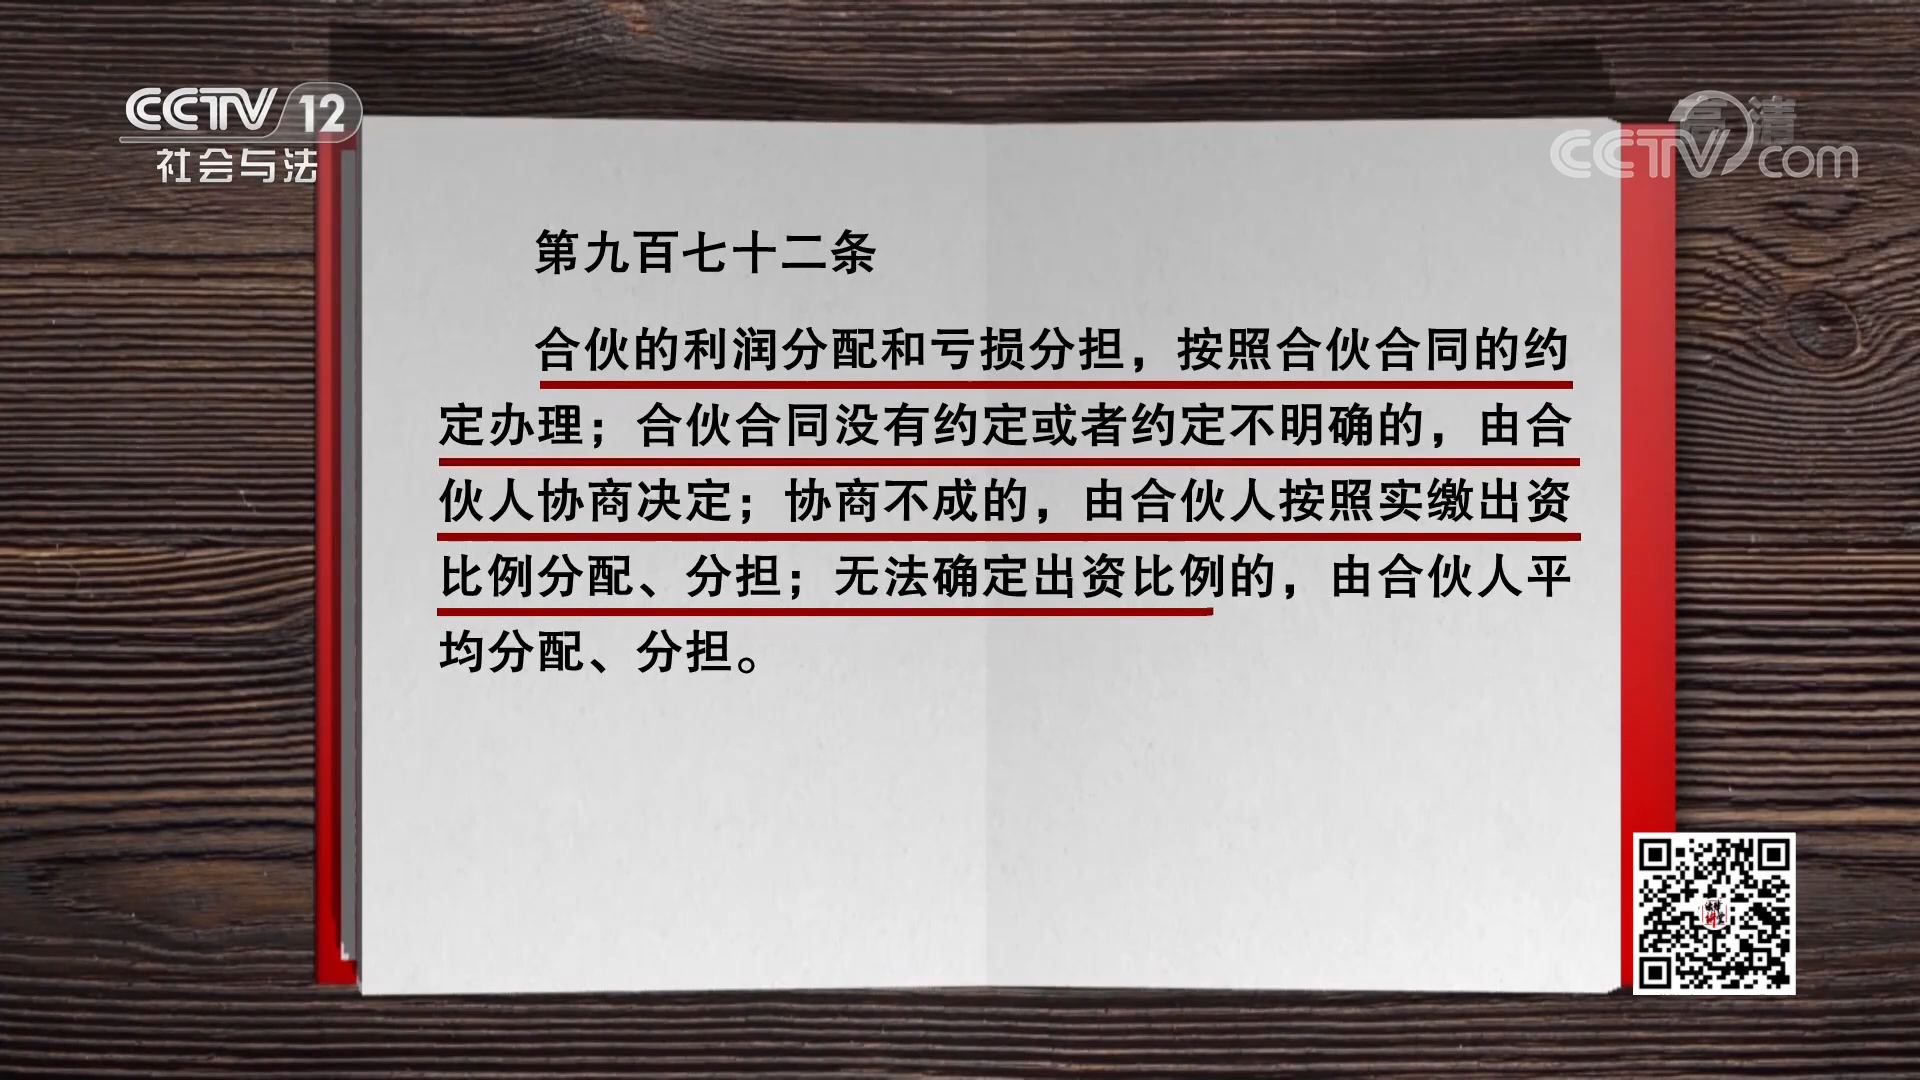 CCTV 12
社会与法
高清
CCTV com
第九百七十二条
合伙的利润分配和亏损分担，按照合伙合同的约
定办理；合伙合同没有约定或者约定不明确的，由合
伙人协商决定；协商不成的，由合伙人按照实缴出资
比例分配、分担；无法确定出资比例的，由合伙人平
均分配、分担。